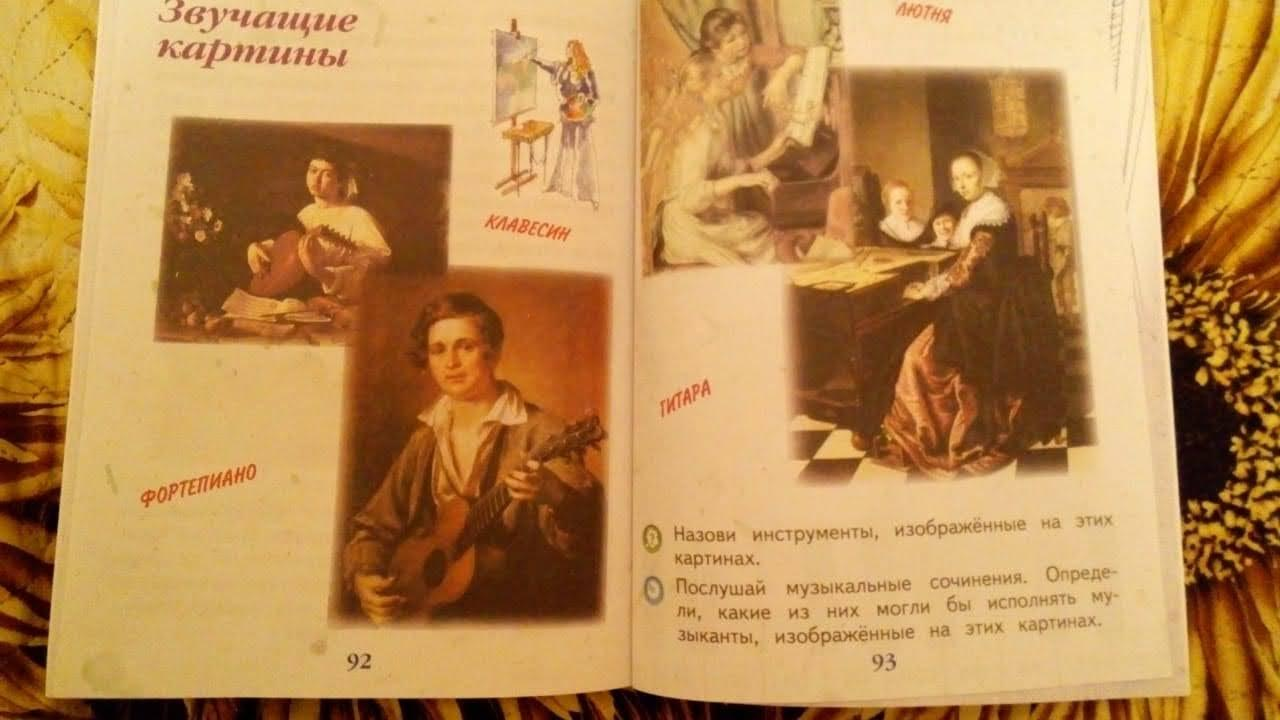 Звучащие
картины
КЛАВЕСИН
ФОРТЕПИАНО
92
ЛЮТНЯ
ГИТАРА
Назови инструменты, изображённые на этих
картинах.
Послушай музыкальные сочинения. Опреде-
ли, какие из них могли бы исполнять му-
зыканты, изображённые на этих картинах.
93